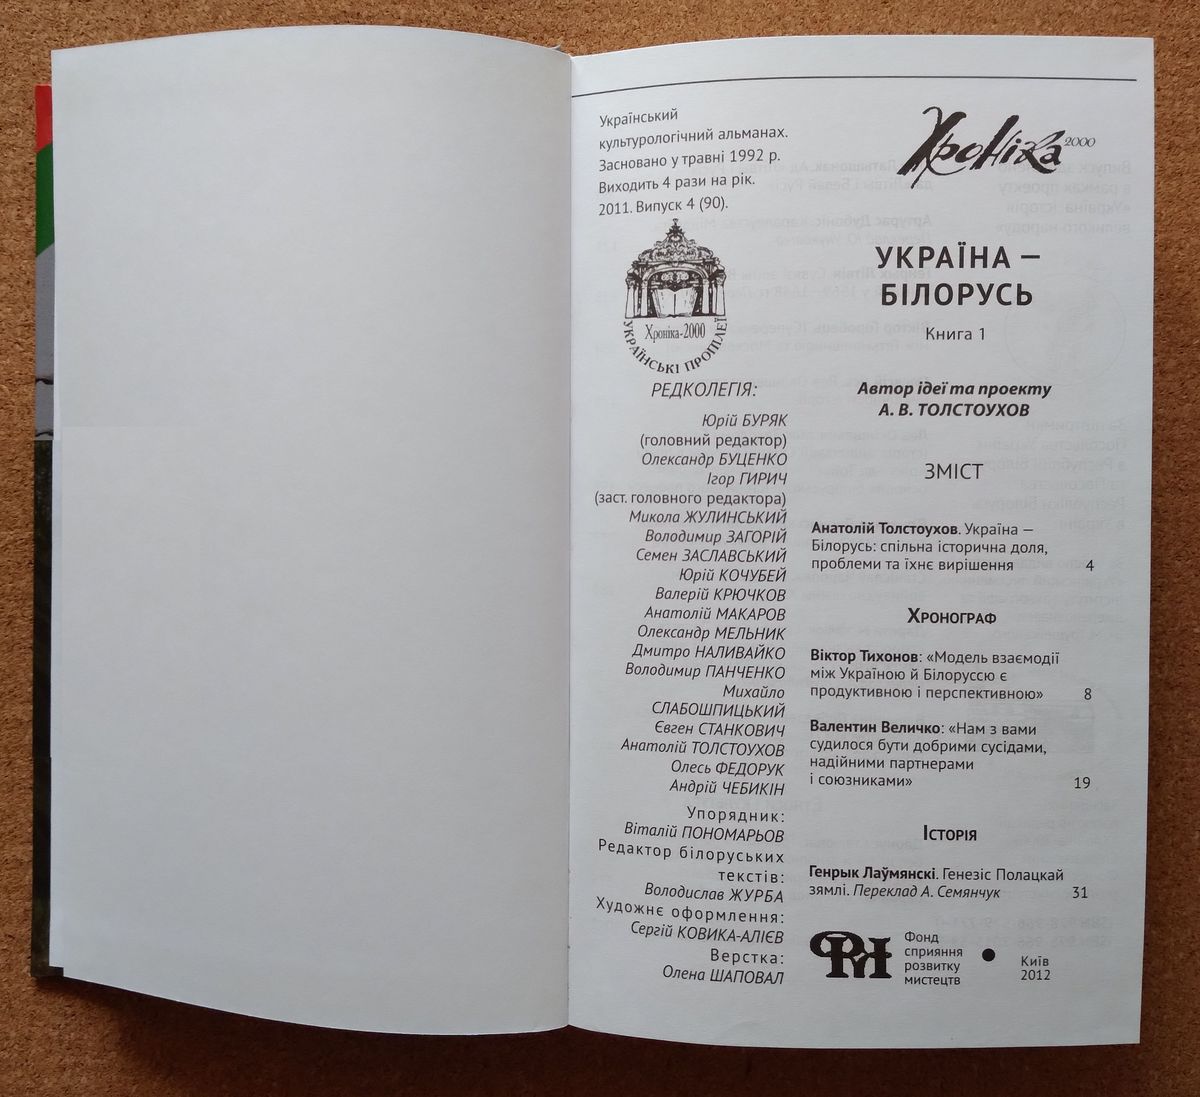 Український
культурологічний альманах.
Засновано у травні 1992 р.
Виходить 4 рази на рік.
2011. Випуск 4 (90).
Хроніка-2000
УКРАЇНСЬКІ ПРОПІЛЕЇ
РЕДКОЛЕГІЯ:
Юрій БУРЯК
(головний редактор)
Олександр БУЦЕНКО
Ігор ГИРИЧ
(заст. головного редактора)
Микола ЖУЛИНСЬКИЙ
Володимир ЗАГОРІЙ
Семен ЗАСЛАВСЬКИЙ
Юрій КОЧУБЕЙ
Валерій КРЮЧКОВ
Анатолій МАКАРОВ
Олександр МЕЛЬНИК
Дмитро НАЛИВАЙКО
Володимир ПАНЧЕНКО
Михайло
СЛАБОШПИЦЬКИЙ
Євген СТАНКОВИЧ
Анатолій ТОЛСТОУХОВ
Олесь ФЕДОРУК
Андрій ЧЕБИКІН
Упорядник:
Віталій ПОНОМАРЬОВ
Редактор білоруських
текстів:
Володислав ЖУРБА
Художнє оформлення:
Сергій КОВИКА-АЛІЄВ
Верстка:
Олена ШАПОВАЛ
Хроніка 2000
УКРАЇНА –
БІЛОРУСЬ
Книга 1
Автор ідеї та проекту
А. В. ТОЛСТОУХОВ
ЗМІСТ
Анатолій Толстоухов. Україна –
Білорусь: спільна історична доля,
проблеми та їхнє вирішення 4
Хронограф
Віктор Тихонов: «Модель взаємодії
між Україною й Білоруссю є
продуктивною і перспективною» 8
Валентин Величко: «Нам з вами
судилося бути добрими сусідами,
надійними партнерами
і союзниками» 19
Історія
Генрык Лаўмянскі. Генезіс Полацкай
зямлі. Переклад А. Семянчук 31
Фонд
сприяння
розвитку
мистецтв
Київ
2012